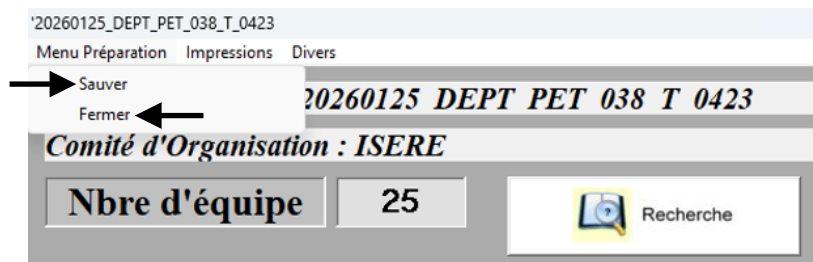 '20260125_DEPT_PET_038_T_0423
Menu Préparation Impressions Divers
Sauver
20260125 DEPT PET 038 T 0423
Fermer
Comité d'Organisation : ISERE
Nbre d'équipe 25 Recherche